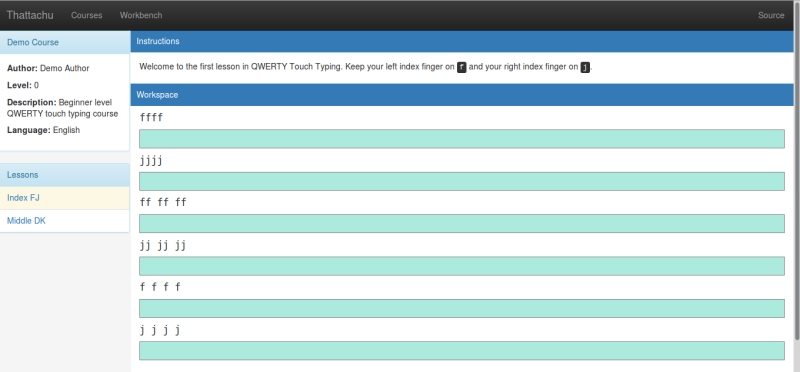 Thattachu Courses Workbench Source
Demo Course
Author: Demo Author
Level: 0
Description: Beginner level
QWERTY touch typing course
Language: English
Lessons
Index FJ
Middle DK
Instructions
Welcome to the first lesson in QWERTY Touch Typing. Keep your left index finger on f and your right index finger on j.
Workspace
ffff
jjjj
ff ff ff
jj jj jj
f f f f
j j j j